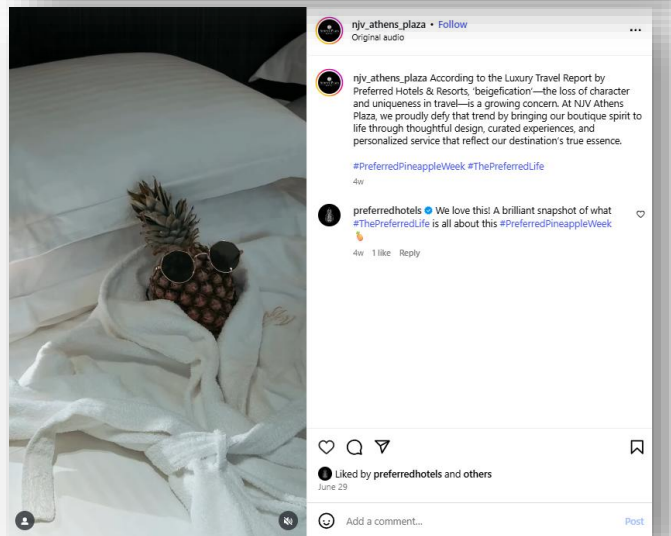 njv_athens_plaza • Follow
Original audio
njv_athens_plaza According to the Luxury Travel Report by
Preferred Hotels & Resorts, ‘beigefication’—the loss of character
and uniqueness in travel—is a growing concern. At NJV Athens
Plaza, we proudly defy that trend by bringing our boutique spirit to
life through thoughtful design, curated experiences, and
personalized service that reflect our destination’s true essence.
#PreferredPineappleWeek #ThePreferredLife
4w
preferredhotels We love this! A brilliant snapshot of what
#ThePreferredLife is all about this #PreferredPineappleWeek
🍍
4w 1 like Reply
Liked by preferredhotels and others
June 29
Add a comment...
Post